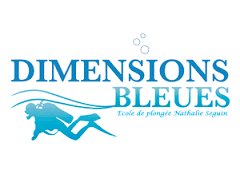 DIMENSIONS
BLEUES
Ecole de plongée Nathalie Seguin